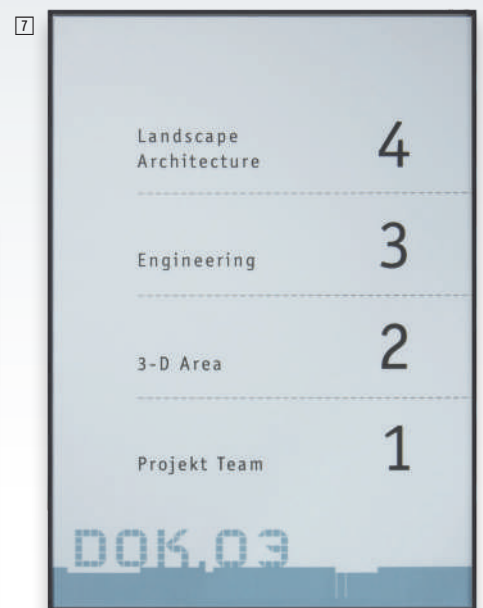 7
Landscape
Architecture 4
Engineering 3
3-D Area 2
Projekt Team 1
DOK.03